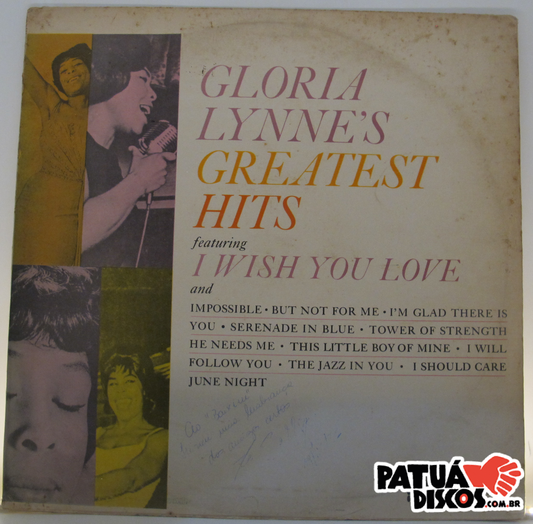 GLORIA
LYNNE'S
GREATEST
HITS
featuring
I WISH YOU LOVE
and
IMPOSSIBLE • BUT NOT FOR ME • I'M GLAD THERE IS
YOU • SERENADE IN BLUE • TOWER OF STRENGTH
HE NEEDS ME • THIS LITTLE BOY OF MINE • I WILL
FOLLOW YOU • THE JAZZ IN YOU • I SHOULD CARE
JUNE NIGHT
Ao
PATUÁ
DISCOS.COM.BR